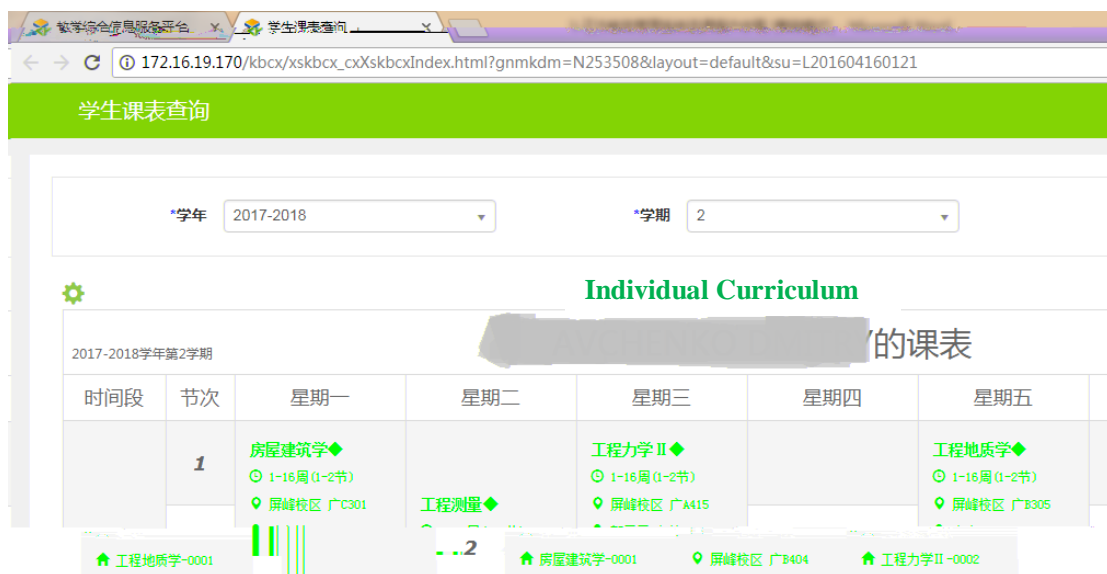 教学综合信息服务平台 × 学生课表查询 ×
172.16.19.170/kbcx/xskbcx_cxXskbcxIndex.html?gnmkdm=N253508&layout=default&su=L201604160121
学生课表查询
*学年 2017-2018 *学期 2
Individual Curriculum
2017-2018学年第2学期 的课表
时间段 节次 星期一 星期二 星期三 星期四 星期五
房屋建筑学◆ 工程力学Ⅱ◆ 工程地质学◆
1 1-16周(1-2节) 1-16周(1-2节) 1-16周(1-2节)
屏峰校区 广C301 工程测量◆ 屏峰校区 广A415 屏峰校区 广B305
2
工程地质学-0001 房屋建筑学-0001 屏峰校区 广B404 工程力学II-0002